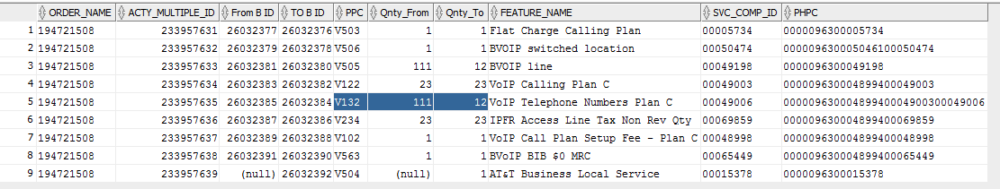 ORDER_NAME ACTY_MULTIPLE_ID From B ID TO B ID PPC Qnty_From Qnty_To FEATURE_NAME SVC_COMP_ID PHPC
1 194721508 233957631 26032377 26032376 V503 1 1 Flat Charge Calling Plan 00005734 0000096300005734
2 194721508 233957632 26032379 26032378 V506 1 1 BVOIP switched location 00050474 000009630005046100050474
3 194721508 233957633 26032381 26032380 V505 111 12 BVOIP line 00049198 0000096300049198
4 194721508 233957634 26032383 26032382 V122 23 23 VoIP Calling Plan C 00049003 000009630004899400049003
5 194721508 233957635 26032385 26032384 V132 111 12 VoIP Telephone Numbers Plan C 00049006 00000963000489940004900300049006
6 194721508 233957636 26032387 26032386 V234 23 23 IPFR Access Line Tax Non Rev Qty 00069859 000009630004899400069859
7 194721508 233957637 26032389 26032388 V102 1 1 VoIP Call Plan Setup Fee - Plan C 00048998 000009630004899400048998
8 194721508 233957638 26032391 26032390 V563 1 1 BVoIP BIB $0 MRC 00065449 000009630004899400065449
9 194721508 233957639 (null) 26032392 V504 (null) 1 AT&T Business Local Service 00015378 0000096300015378